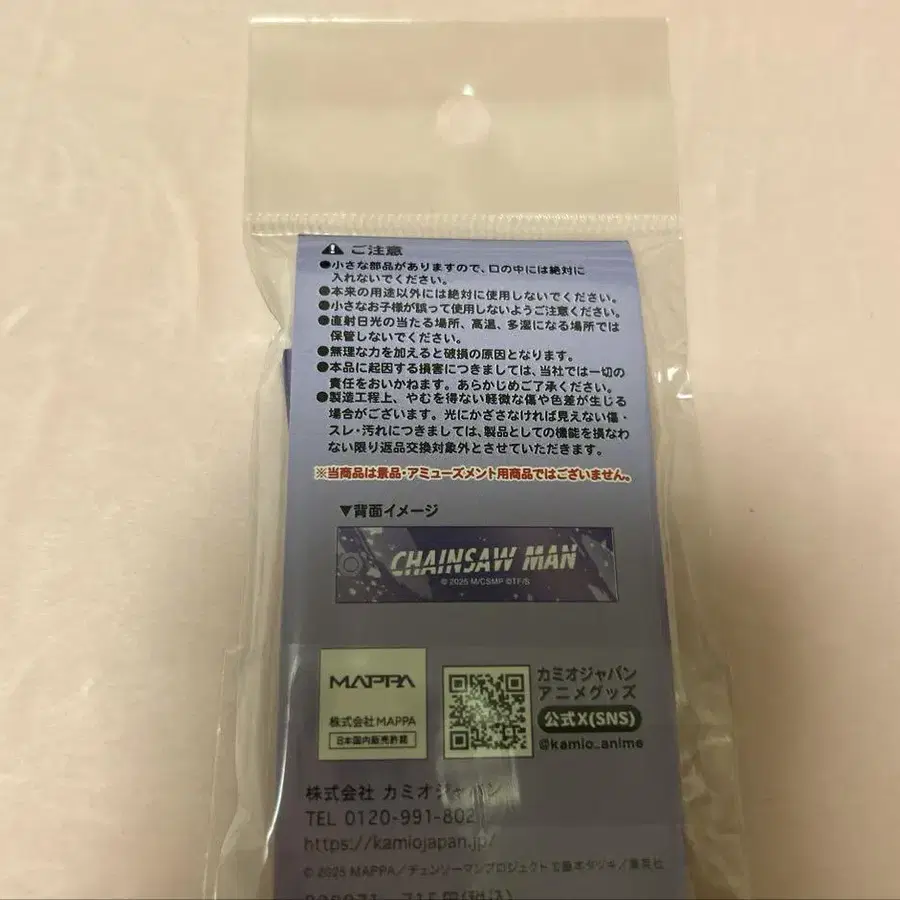 ご注意
●小さな部品がありますので、口の中には絶対に
入れないでください。
●本来の用途以外には絶対に使用しないでください。
●小さなお子様が誤って使用しないようご注意ください。
●直射日光の当たる場所、高温、多湿になる場所では
保管しないでください。
●無理な力を加えると破損の原因となります。
●本品に起因する損害につきましては、当社では一切の
責任をおいかねます。あらかじめご了承ください。
●製造工程上、やむを得ない軽微な傷や色差が生じる
場合がございます。光にかざさなければ見えない傷・
スレ・汚れにつきましては、製品としての機能を損なわ
ない限り返品交換対象外とさせていただきます。
※当商品は景品・アミューズメント用商品ではございません。
▼背面イメージ
CHAINSAW MAN
© 2025 M/CSMP ©TF/S
MAPPA
株式会社MAPPA
日本国内販売許諾
カミオジャパン
アニメグッズ
公式X(SNS)
@kamio_anime
株式会社 カミオジャパン
TEL 0120-991-802
https://kamiojapan.jp/
© 2025 MAPPA／チェンソーマンプロジェクト ©藤本タツキ／集英社
715円(税込)